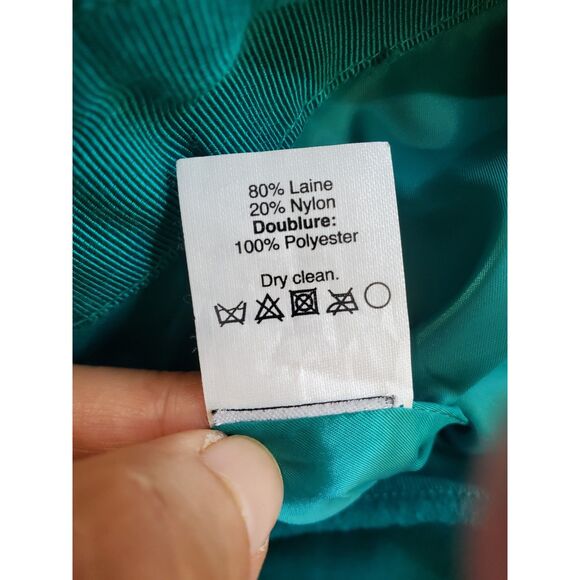 80% Laine
20% Nylon
Doublure:
100% Polyester
Dry clean.